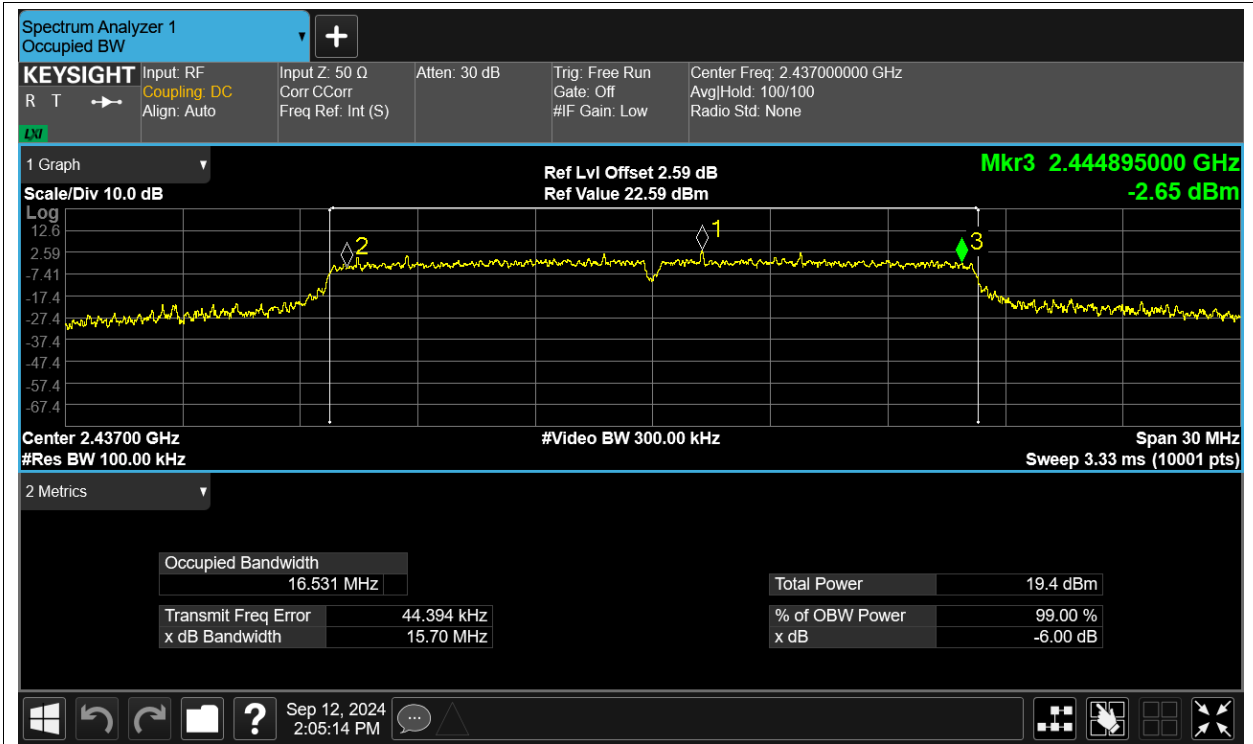 Spectrum Analyzer 1
Occupied BW
KEYSIGHT
R T
LXI
Input: RF
Coupling: DC
Align: Auto
Input Z: 50 Ω
Corr CCorr
Freq Ref: Int (S)
Atten: 30 dB
Trig: Free Run
Gate: Off
#IF Gain: Low
Center Freq: 2.437000000 GHz
Avg|Hold: 100/100
Radio Std: None
1 Graph
Scale/Div 10.0 dB
Ref Lvl Offset 2.59 dB
Ref Value 22.59 dBm
Mkr3 2.444895000 GHz
-2.65 dBm
Log
12.6
2.59
-7.41
-17.4
-27.4
-37.4
-47.4
-57.4
-67.4
2
1
3
Center 2.43700 GHz
#Res BW 100.00 kHz
#Video BW 300.00 kHz
Span 30 MHz
Sweep 3.33 ms (10001 pts)
2 Metrics
Occupied Bandwidth
16.531 MHz
Transmit Freq Error 44.394 kHz
x dB Bandwidth 15.70 MHz
Total Power 19.4 dBm
% of OBW Power 99.00 %
x dB -6.00 dB
?
Sep 12, 2024
2:05:14 PM